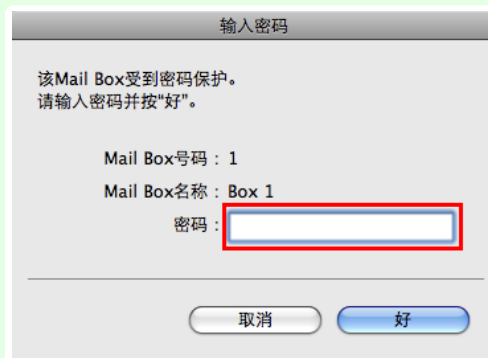 输入密码
该Mail Box受到密码保护。
请输入密码并按“好”。
Mail Box号码：1
Mail Box名称：Box 1
密码：
取消
好